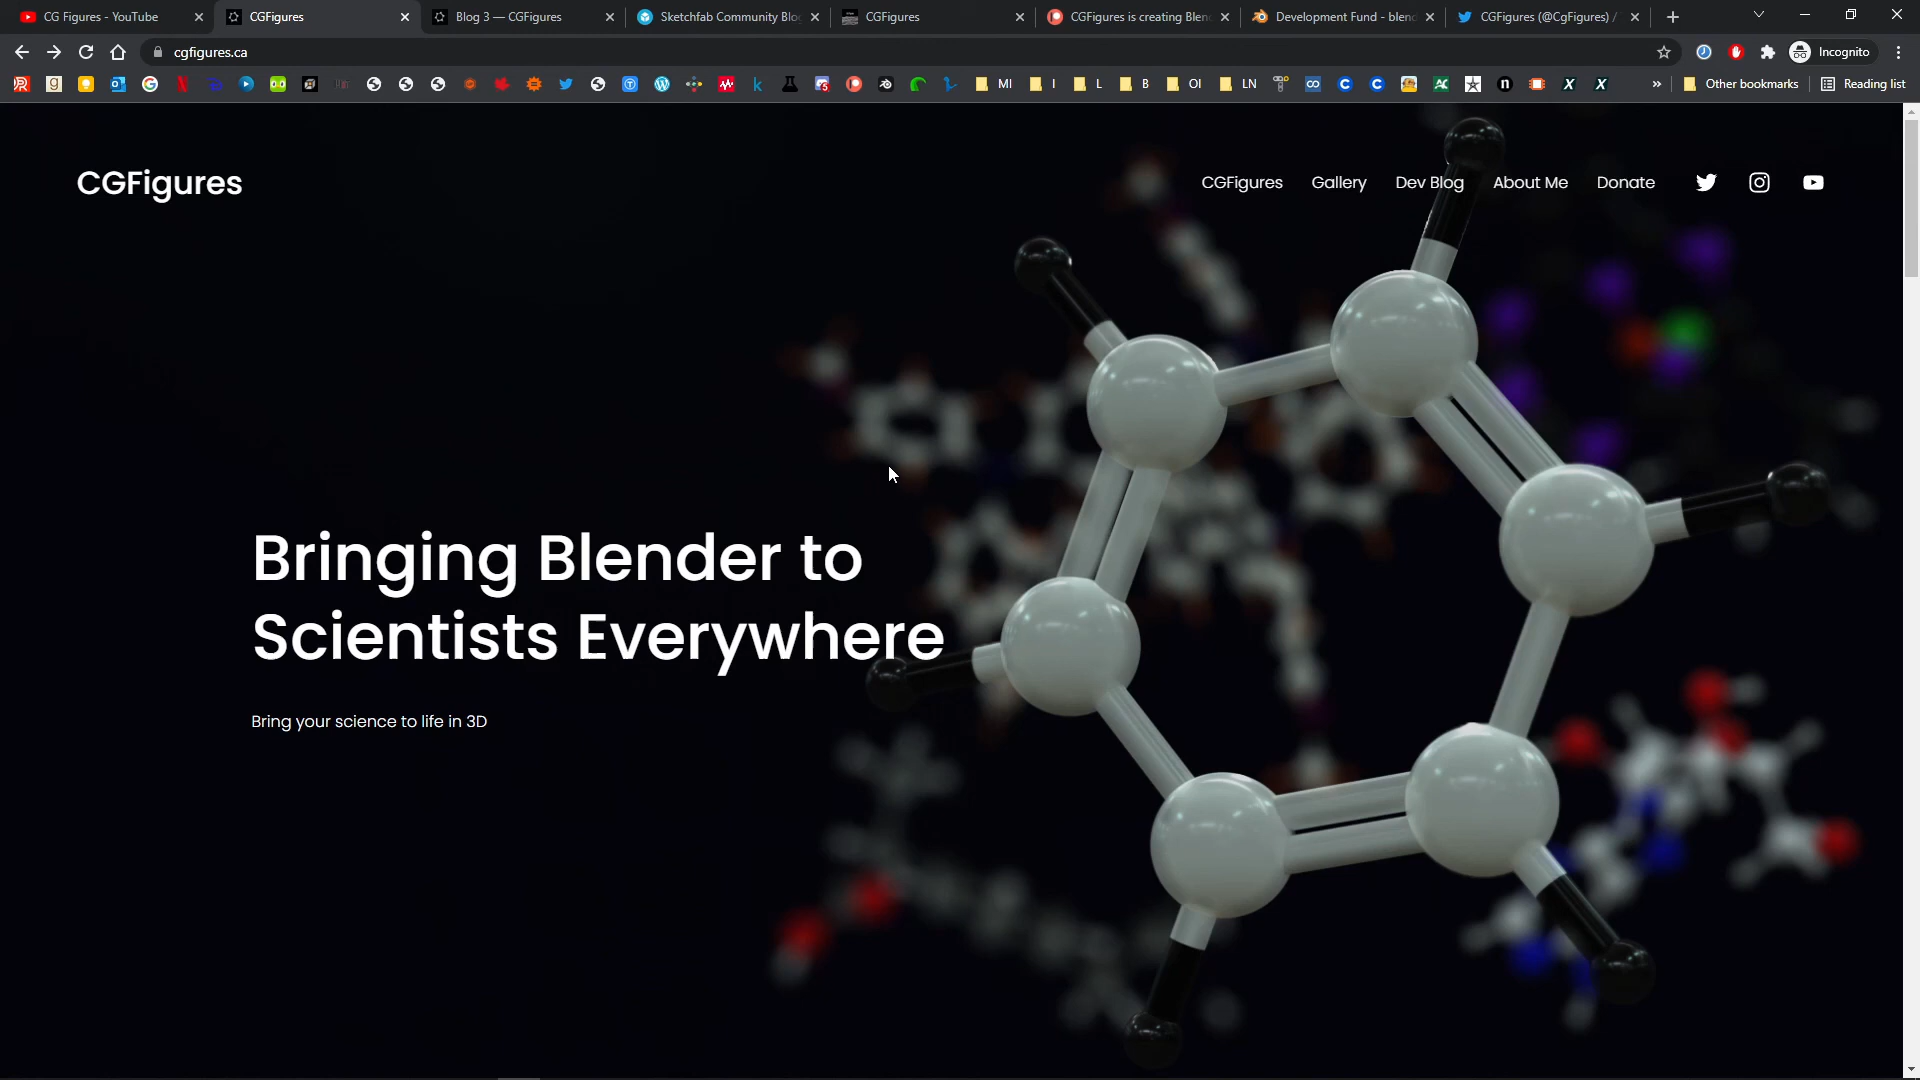 CG Figures - YouTube
CGFigures
Blog 3 — CGFigures
Sketchfab Community Blog
CGFigures
CGFigures is creating Blen
Development Fund - blend
CGFigures (@CgFigures) /
cgfigures.ca
Incognito
MI
I
L
B
OI
LN
Other bookmarks
Reading list
CGFigures
CGFigures
Gallery
Dev Blog
About Me
Donate
Bringing Blender to
Scientists Everywhere
Bring your science to life in 3D